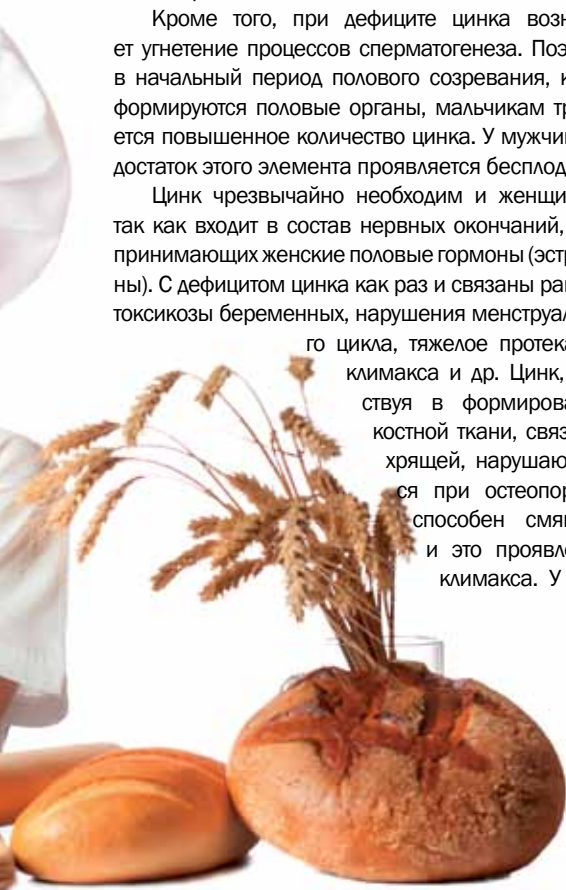 Кроме того, при дефиците цинка возн
ет угнетение процессов сперматогенеза. Поэ
в начальный период полового созревания, к
формируются половые органы, мальчикам тр
ется повышенное количество цинка. У мужчи
достаток этого элемента проявляется бесплод
Цинк чрезвычайно необходим и женщи
так как входит в состав нервных окончаний,
принимающих женские половые гормоны (эстр
ны). С дефицитом цинка как раз и связаны ра
токсикозы беременных, нарушения менструал
го цикла, тяжелое протека
климакса и др. Цинк,
ствуя в формирова
костной ткани, связ
хрящей, нарушаю
ся при остеопор
способен смяг
и это проявле
климакса. У